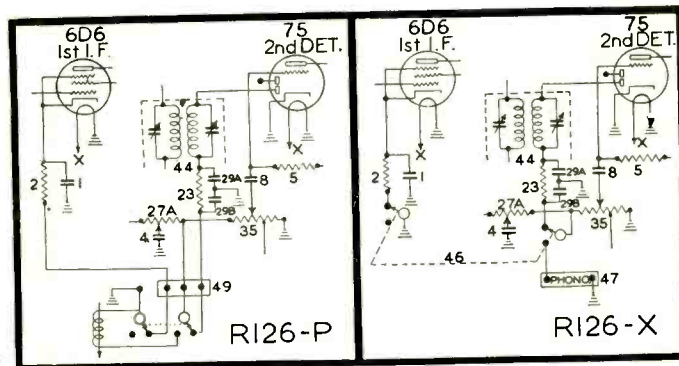 6D6
1st I.F.
75
2nd DET.
X
44
2
1
29A
23
8
5
29B
27A
4
35
49
R126-P
6D6
1st I.F.
75
2nd DET.
X
44
2
1
29A
23
8
5
29B
27A
4
35
46
PHONO
47
R126-X